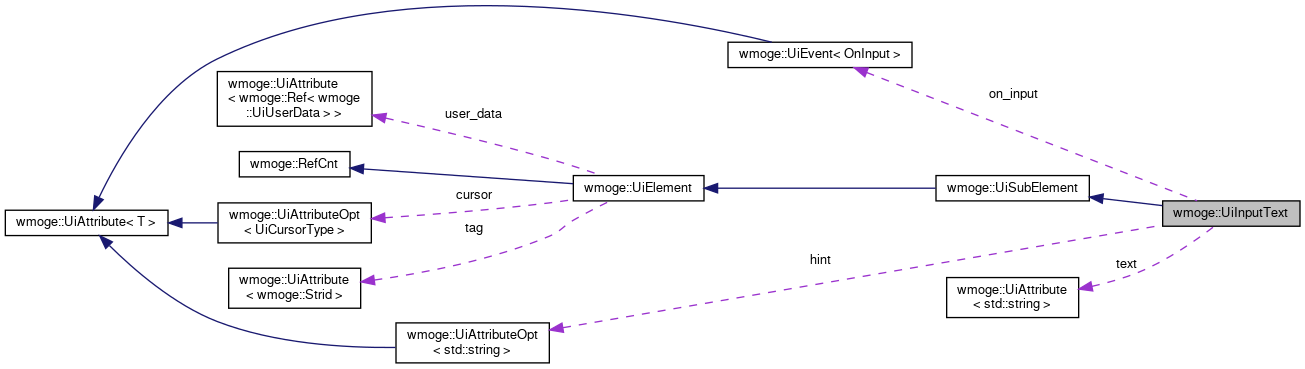 wmoge::UiEvent< OnInput >
wmoge::UiAttribute
< wmoge::Ref< wmoge
::UiUserData > >
on_input
user_data
wmoge::RefCnt
wmoge::UiElement
wmoge::UiSubElement
cursor
wmoge::UiInputText
wmoge::UiAttribute< T >
wmoge::UiAttributeOpt
< UiCursorType >
tag
hint
text
wmoge::UiAttribute
< wmoge::Strid >
wmoge::UiAttribute
< std::string >
wmoge::UiAttributeOpt
< std::string >